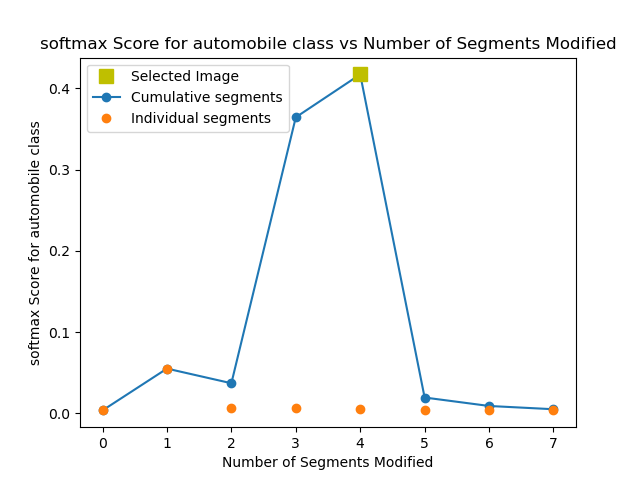 softmax Score for automobile class vs Number of Segments Modified
Selected Image
Cumulative segments
Individual segments
softmax Score for automobile class
0.4
0.3
0.2
0.1
0.0
0 1 2 3 4 5 6 7
Number of Segments Modified